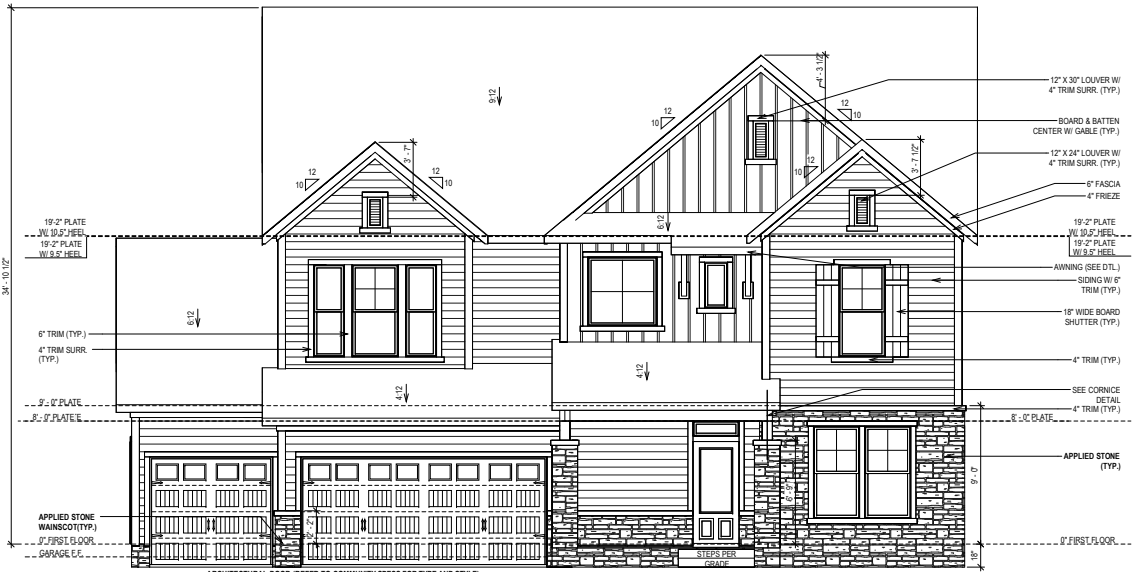 34' - 10 1/2"
9:12
12
10
12
10
12
10
12
10
12
10
3' - 7"
4' - 3 1/2"
3' - 7 1/2"
12" X 30" LOUVER W/
4" TRIM SURR. (TYP.)
BOARD & BATTEN
CENTER W/ GABLE (TYP.)
12" X 24" LOUVER W/
4" TRIM SURR. (TYP.)
6" FASCIA
4" FRIEZE
19'-2" PLATE
W/ 10.5" HEEL
19'-2" PLATE
W/ 9.5" HEEL
19'-2" PLATE
W/ 10.5" HEEL
19'-2" PLATE
W/ 9.5" HEEL
6:12
AWNING (SEE DTL.)
SIDING W/ 6"
TRIM (TYP.)
18" WIDE BOARD
SHUTTER (TYP.)
6:12
6" TRIM (TYP.)
4" TRIM SURR.
(TYP.)
4" TRIM (TYP.)
4:12
4:12
SEE CORNICE
DETAIL
4" TRIM (TYP.)
9' - 0" PLATE
8' - 0" PLATE
8' - 0" PLATE
APPLIED STONE
(TYP.)
9' - 0"
6' - 9"
2' - 2"
APPLIED STONE
WAINSCOT(TYP.)
0" FIRST FLOOR
GARAGE F.F.
0" FIRST FLOOR
18"
STEPS PER
GRADE